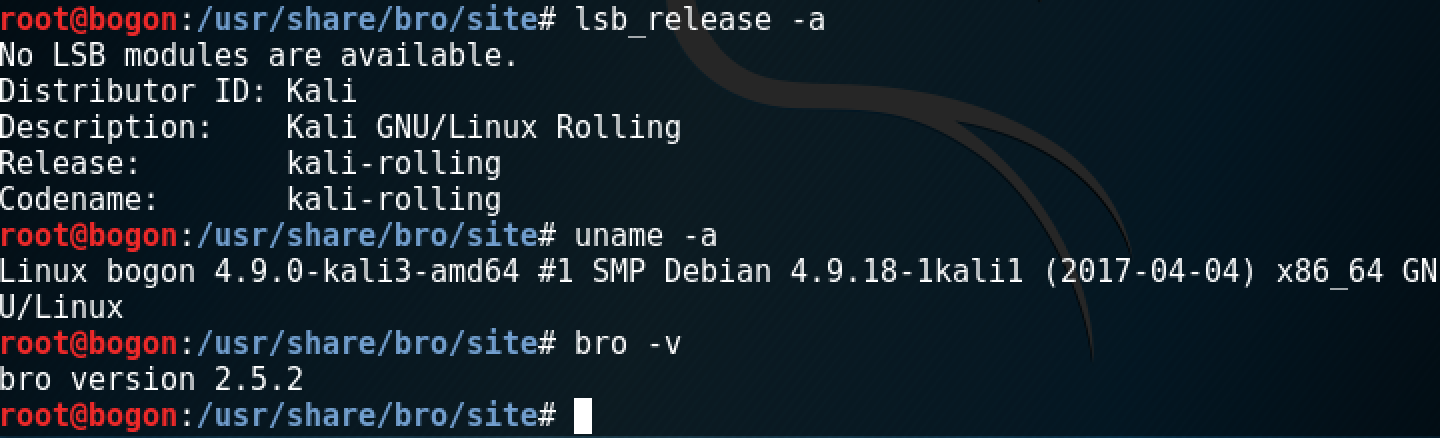 root@bogon:/usr/share/bro/site# lsb_release -a
No LSB modules are available.
Distributor ID: Kali
Description:    Kali GNU/Linux Rolling
Release:        kali-rolling
Codename:       kali-rolling
root@bogon:/usr/share/bro/site# uname -a
Linux bogon 4.9.0-kali3-amd64 #1 SMP Debian 4.9.18-1kali1 (2017-04-04) x86_64 GN
U/Linux
root@bogon:/usr/share/bro/site# bro -v
bro version 2.5.2
root@bogon:/usr/share/bro/site#